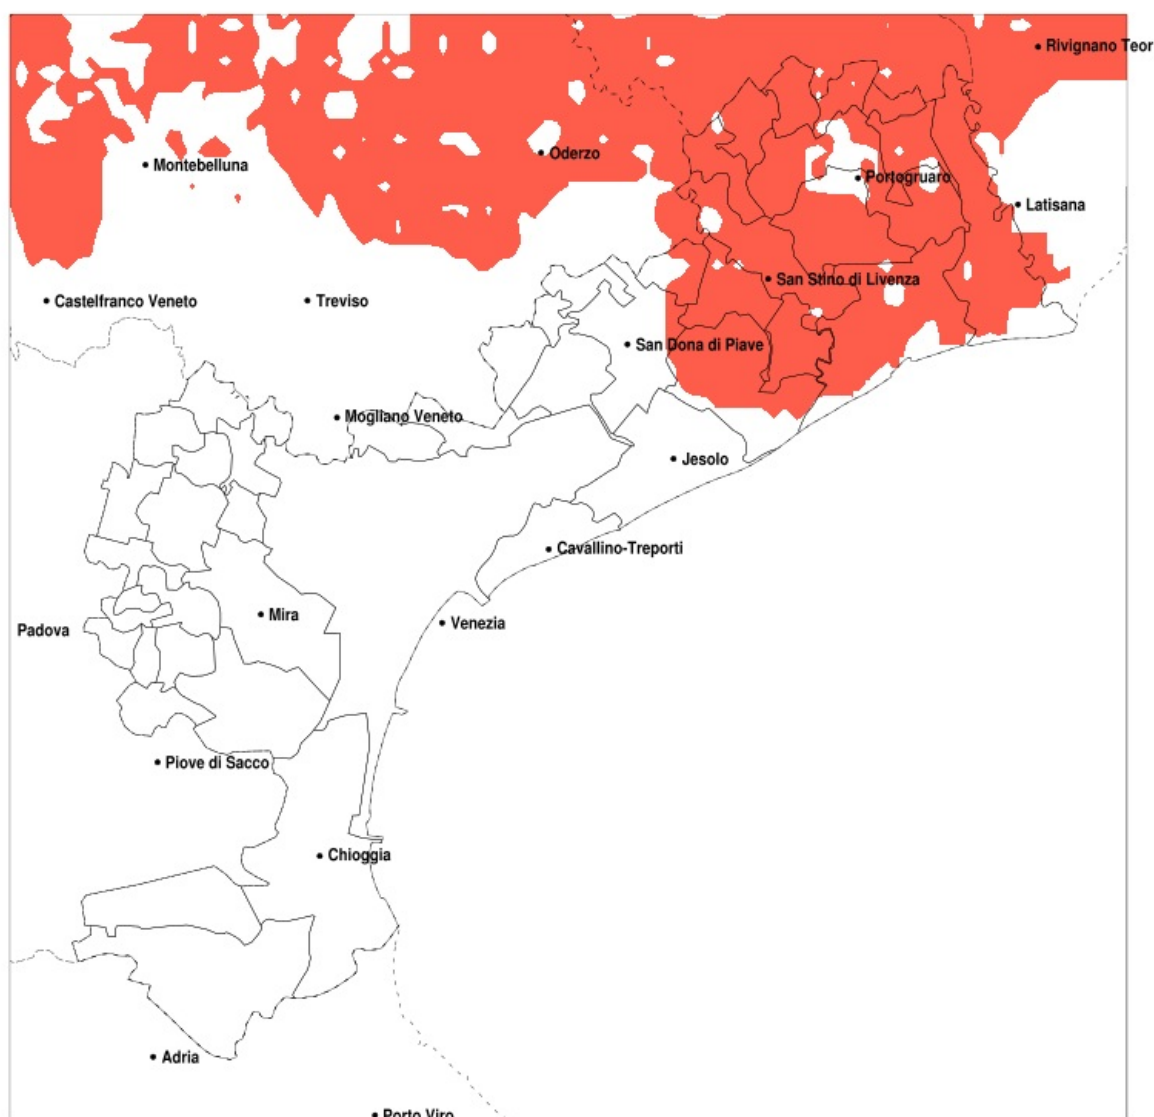 Rivignano Teor
Oderzo
Montebelluna
Portogruaro
Latisana
San Stino di Livenza
Castelfranco Veneto
Treviso
San Dona di Piave
Mogliano Veneto
Jesolo
Cavallino-Treporti
Mira
Venezia
Padova
Piove di Sacco
Chioggia
Adria
Porto Viro